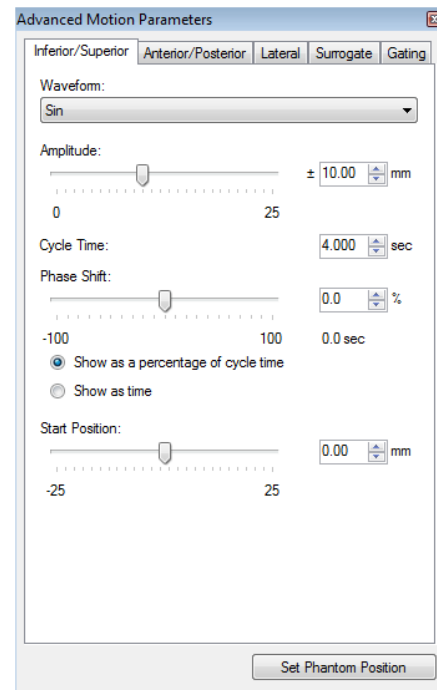 Advanced Motion Parameters
Inferior/Superior Anterior/Posterior Lateral Surrogate Gating
Waveform:
Sin
Amplitude:
± 10.00 mm
0 25
Cycle Time: 4.000 sec
Phase Shift:
0.0 %
-100 100 0.0 sec
Show as a percentage of cycle time
Show as time
Start Position:
0.00 mm
-25 25
Set Phantom Position